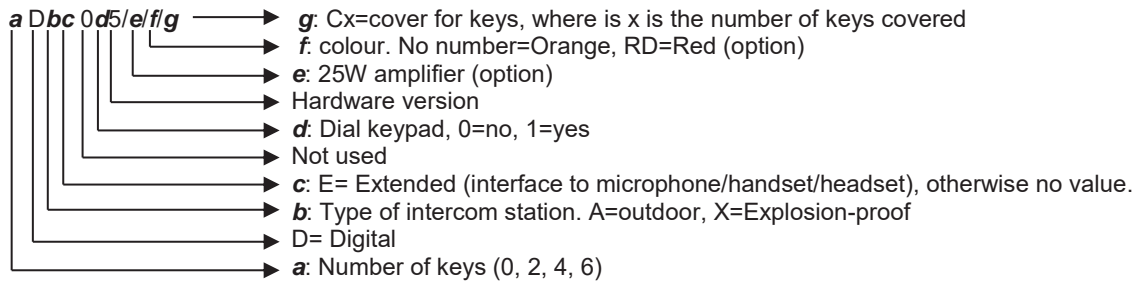 a Dbc 0d5/e/f/g g: Cx=cover for keys, where is x is the number of keys covered
f: colour. No number=Orange, RD=Red (option)
e: 25W amplifier (option)
Hardware version
d: Dial keypad, 0=no, 1=yes
Not used
c: E= Extended (interface to microphone/handset/headset), otherwise no value.
b: Type of intercom station. A=outdoor, X=Explosion-proof
D= Digital
a: Number of keys (0, 2, 4, 6)